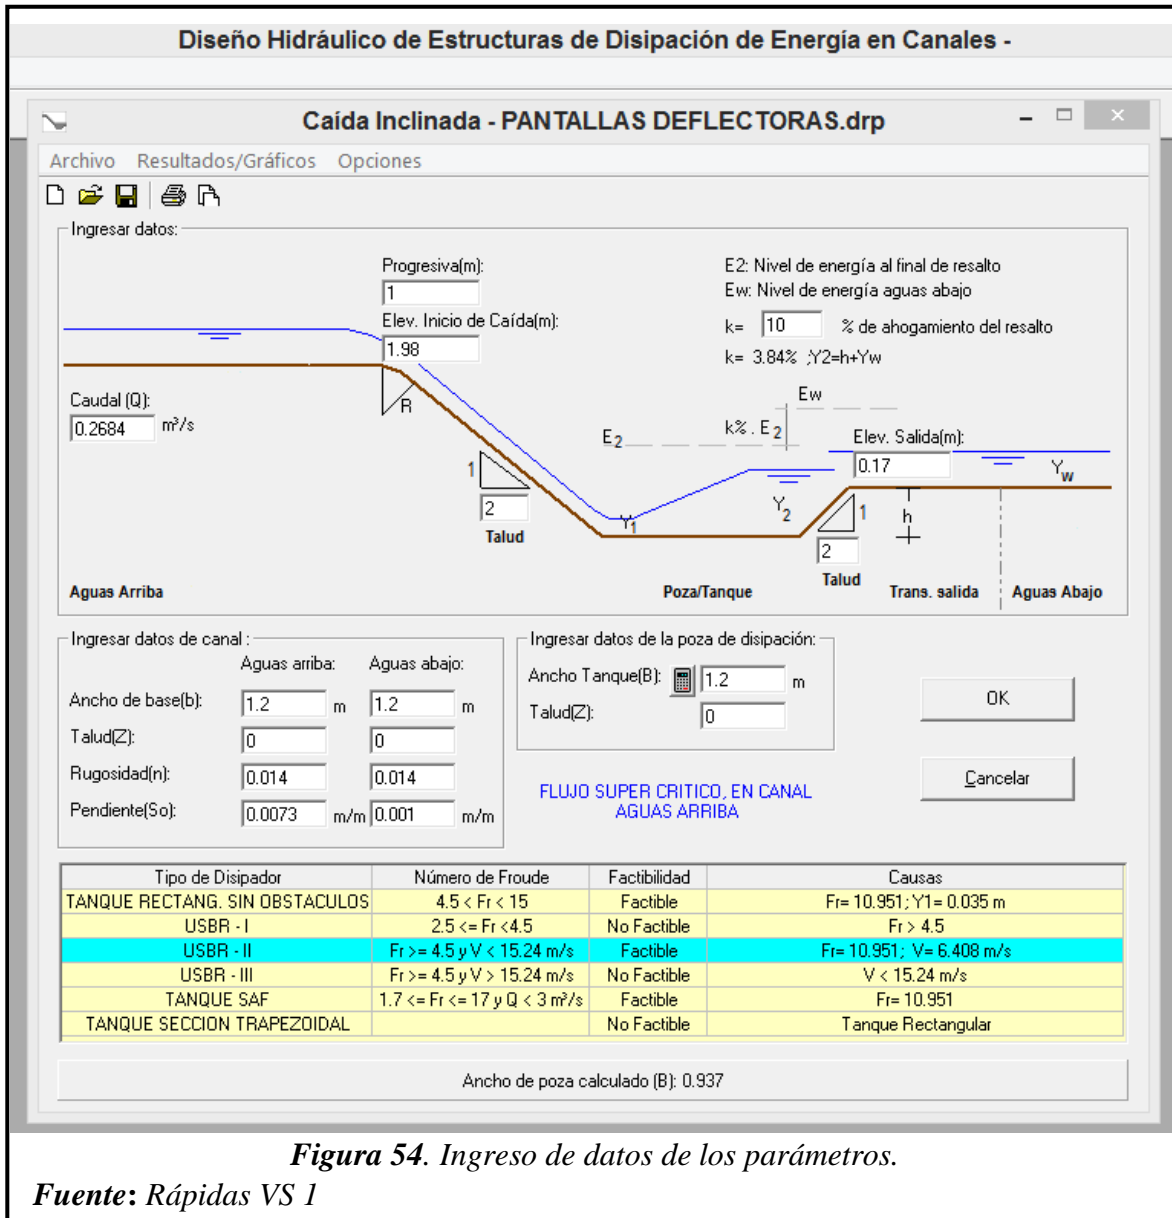 Diseño Hidráulico de Estructuras de Disipación de Energía en Canales -
Caída Inclinada - PANTALLAS DEFLECTORAS.drp
Archivo Resultados/Gráficos Opciones
Ingresar datos:
Progresiva(m):
1
Elev. Inicio de Caída(m):
1.98
E2: Nivel de energía al final de resalto
Ew: Nivel de energía aguas abajo
k= 10 % de ahogamiento del resalto
k= 3.84% ;Y2=h+Yw
Caudal (Q):
0.2684 m³/s
R
1
2
Talud
E2
k% . E2
Ew
Elev. Salida(m):
0.17
Yw
Y1
Y2
1
2
Talud
h
Aguas Arriba
Poza/Tanque
Trans. salida
Aguas Abajo
Ingresar datos de canal :
Aguas arriba: Aguas abajo:
Ancho de base(b): 1.2 m 1.2 m
Talud(Z): 0 0
Rugosidad(n): 0.014 0.014
Pendiente(So): 0.0073 m/m 0.001 m/m
Ingresar datos de la poza de disipación:
Ancho Tanque(B): 1.2 m
Talud(Z): 0
FLUJO SUPER CRITICO, EN CANAL
AGUAS ARRIBA
OK
Cancelar
Tipo de Disipador Número de Froude Factibilidad Causas
TANQUE RECTANG. SIN OBSTACULOS 4.5 < Fr < 15 Factible Fr= 10.951; Y1= 0.035 m
USBR - I 2.5 <= Fr <4.5 No Factible Fr > 4.5
USBR - II Fr >= 4.5 y V < 15.24 m/s Factible Fr= 10.951; V= 6.408 m/s
USBR - III Fr >= 4.5 y V > 15.24 m/s No Factible V < 15.24 m/s
TANQUE SAF 1.7 <= Fr <= 17 y Q < 3 m³/s Factible Fr= 10.951
TANQUE SECCION TRAPEZOIDAL No Factible Tanque Rectangular
Ancho de poza calculado (B): 0.937
Figura 54. Ingreso de datos de los parámetros.
Fuente: Rápidas VS 1